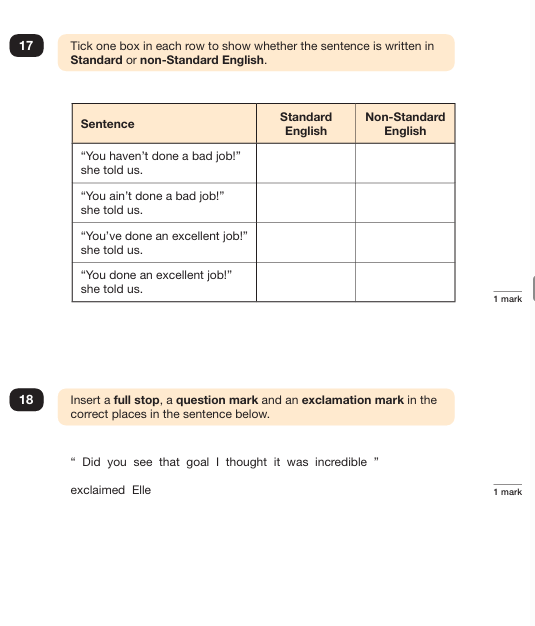 17
Tick one box in each row to show whether the sentence is written in
Standard or non-Standard English.
Sentence
Standard
English
Non-Standard
English
“You haven’t done a bad job!”
she told us.
“You ain’t done a bad job!”
she told us.
“You’ve done an excellent job!”
she told us.
“You done an excellent job!”
she told us.
1 mark
18
Insert a full stop, a question mark and an exclamation mark in the
correct places in the sentence below.
“ Did you see that goal I thought it was incredible ”
exclaimed Elle
1 mark